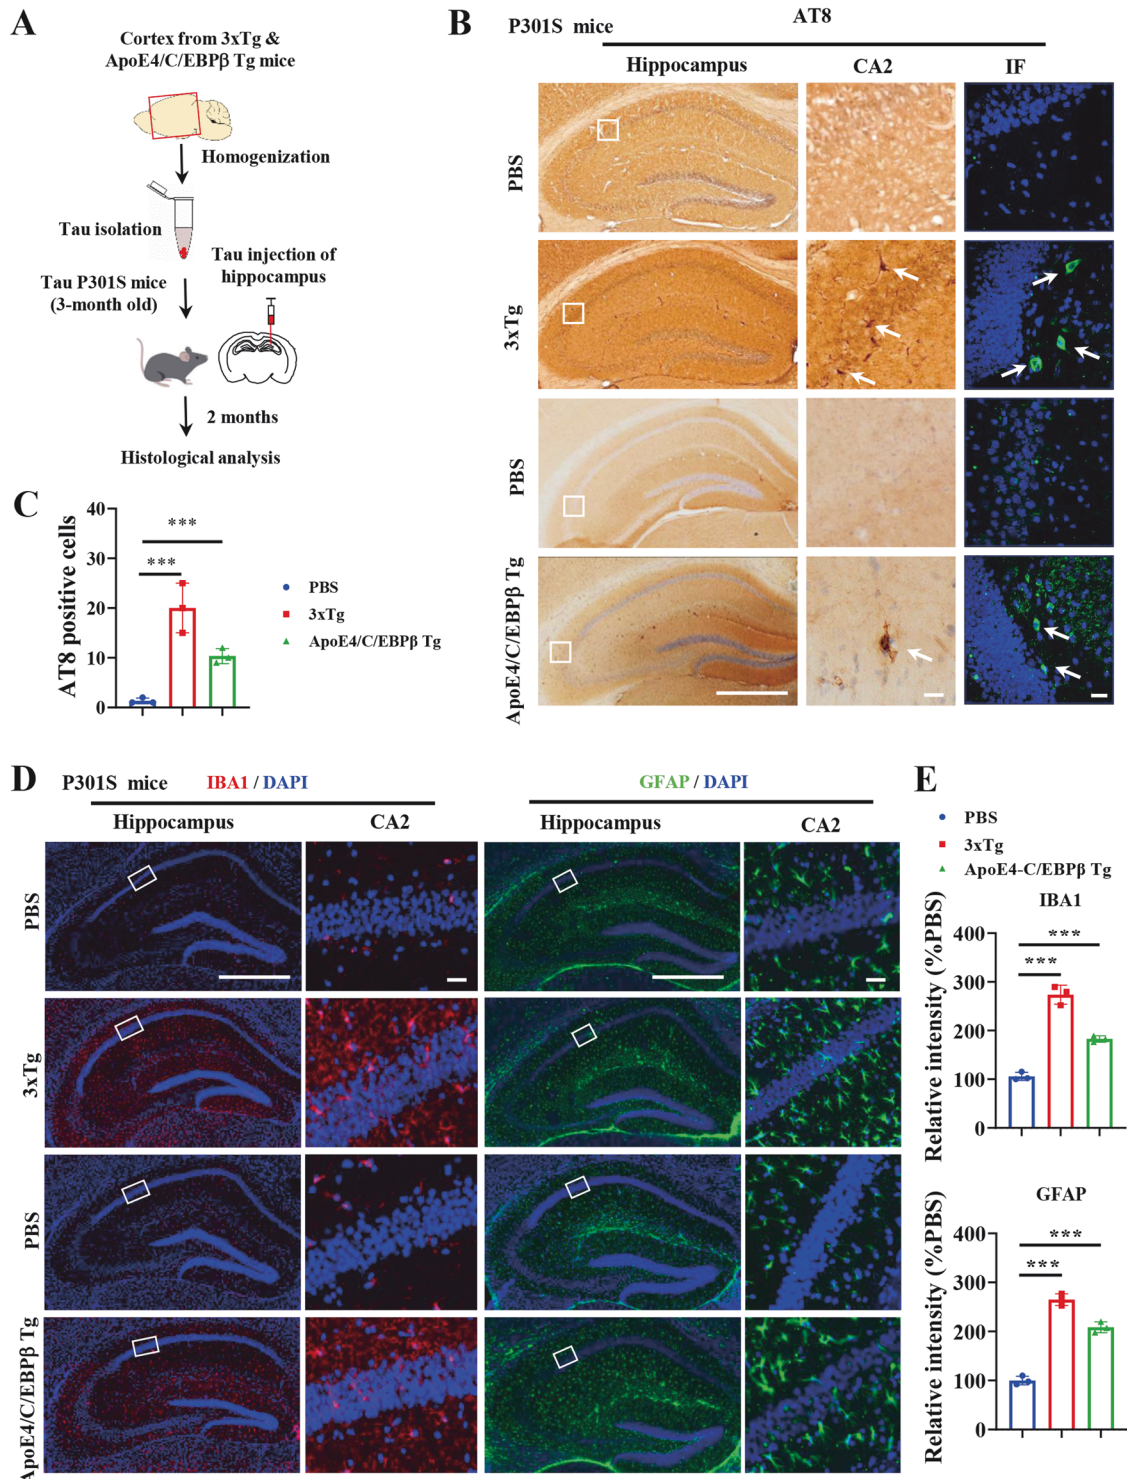 A
Cortex from 3xTg &
ApoE4/C/EBPβ Tg mice
Homogenization
Tau isolation
Tau injection of
hippocampus
Tau P301S mice
(3-month old)
2 months
Histological analysis
B
P301S mice
AT8
Hippocampus
CA2
IF
PBS
3xTg
PBS
ApoE4/C/EBPβ Tg
C
AT8 positive cells
40
30
20
10
0
***
***
PBS
3xTg
ApoE4/C/EBPβ Tg
D
P301S mice
IBA1 / DAPI
GFAP / DAPI
Hippocampus
CA2
Hippocampus
CA2
PBS
3xTg
PBS
ApoE4/C/EBPβ Tg
E
PBS
3xTg
ApoE4-C/EBPβ Tg
IBA1
Relative intensity (%PBS)
400
300
200
100
0
***
***
GFAP
Relative intensity (%PBS)
400
300
200
100
0
***
***